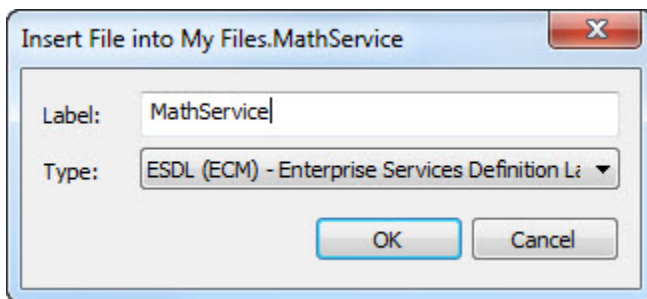 Insert File into My Files.MathService
Label: MathService
Type: ESDL (ECM) - Enterprise Services Definition La
OK Cancel